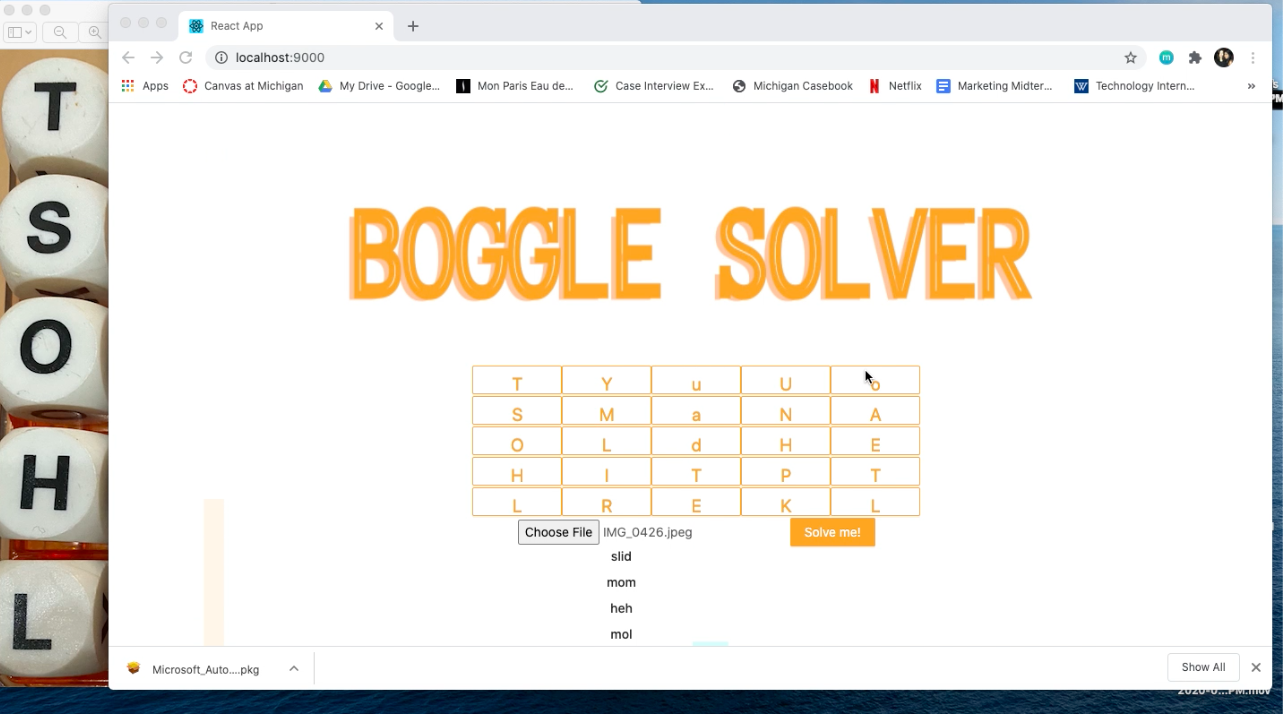 React App
localhost:9000
Apps Canvas at Michigan My Drive - Google... Mon Paris Eau de... Case Interview Ex... Michigan Casebook Netflix Marketing Midter... Technology Intern... »
BOGGLE SOLVER
T Y u U o
S M a N A
O L d H E
H I T P T
L R E K L
Choose File IMG_0426.jpeg Solve me!
slid
mom
heh
mol
Microsoft_Auto....pkg Show All
T
S
O
H
L
2020-0...PM.mov